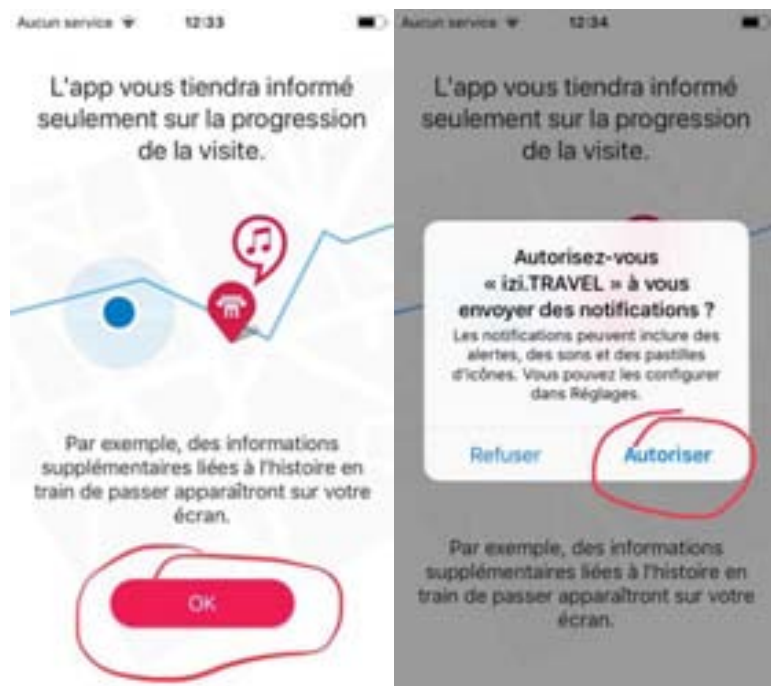 Aucun service 12:33
L'app vous tiendra informé
seulement sur la progression
de la visite.
Par exemple, des informations
supplémentaires liées à l'histoire en
train de passer apparaîtront sur votre
écran.
OK
Aucun service 12:34
L'app vous tiendra informé
seulement sur la progression
de la visite.
Autorisez-vous
« izi.TRAVEL » à vous
envoyer des notifications ?
Les notifications peuvent inclure des
alertes, des sons et des pastilles
d'icônes. Vous pouvez les configurer
dans Réglages.
Refuser Autoriser
Par exemple, des informations
supplémentaires liées à l'histoire en
train de passer apparaîtront sur votre
écran.